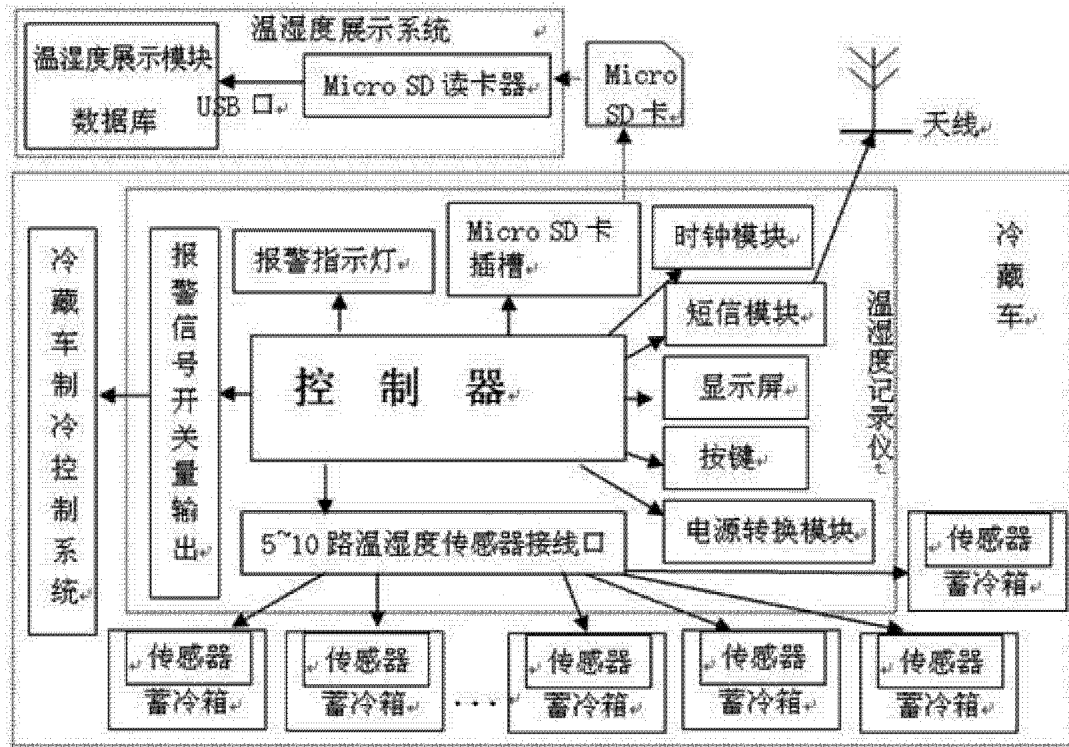 温湿度展示系统
温湿度展示模块
数据库
USB 口
Micro SD 读卡器
Micro
SD 卡
天线
冷藏车
冷藏车制冷控制系统
报警信号开关量输出
报警指示灯
Micro SD 卡
插槽
时钟模块
短信模块
温湿度记录仪
控制器
显示屏
按键
电源转换模块
5~10 路温湿度传感器接线口
传感器
蓄冷箱
传感器
蓄冷箱
传感器
蓄冷箱
...
传感器
蓄冷箱
传感器
蓄冷箱
传感器
蓄冷箱